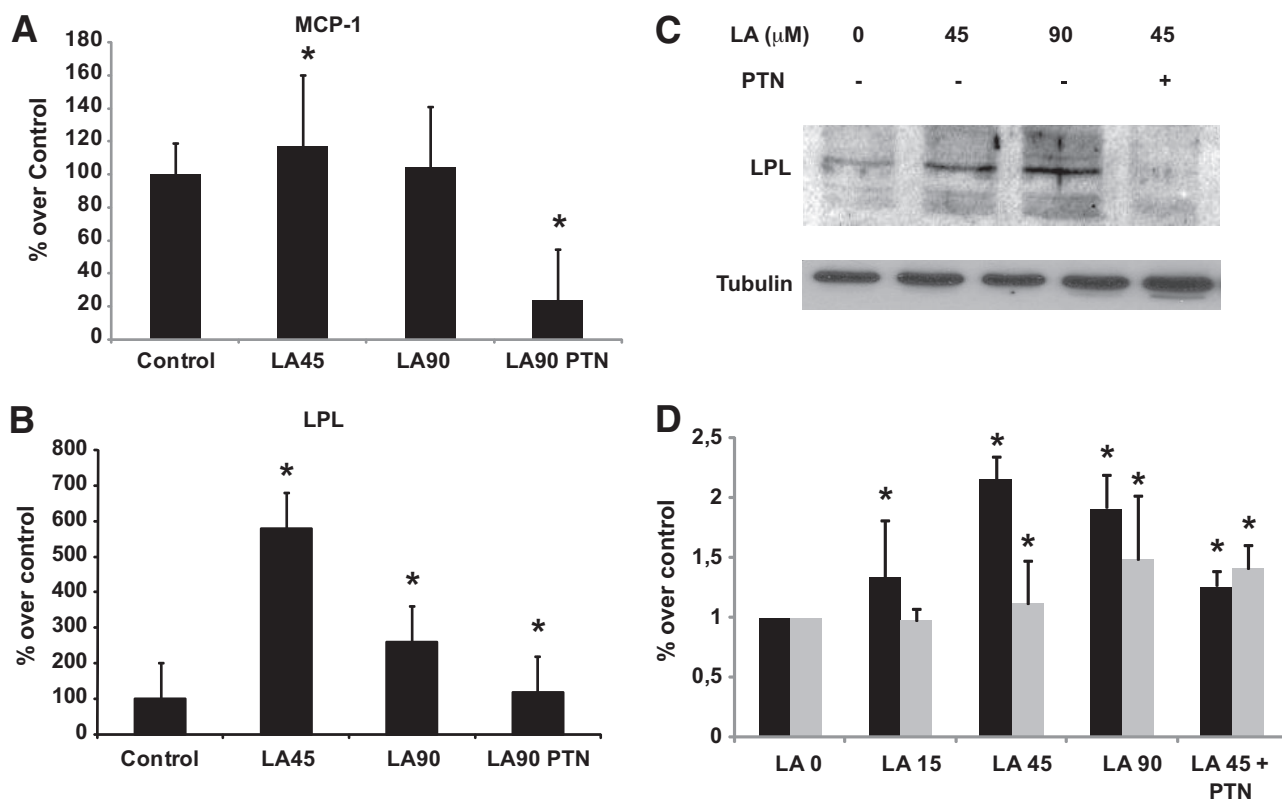 A
MCP-1
% over Control
180
160
140
120
100
80
60
40
20
0
*
*
Control LA45 LA90 LA90 PTN
B
LPL
% over control
800
700
600
500
400
300
200
100
0
*
*
*
Control LA45 LA90 LA90 PTN
C
LA (μM) 0 45 90 45
PTN - - - +
LPL
Tubulin
D
% over control
2,5
2
1,5
1
0,5
0
*
*
*
*
*
*
*
LA 0 LA 15 LA 45 LA 90 LA 45 +
PTN